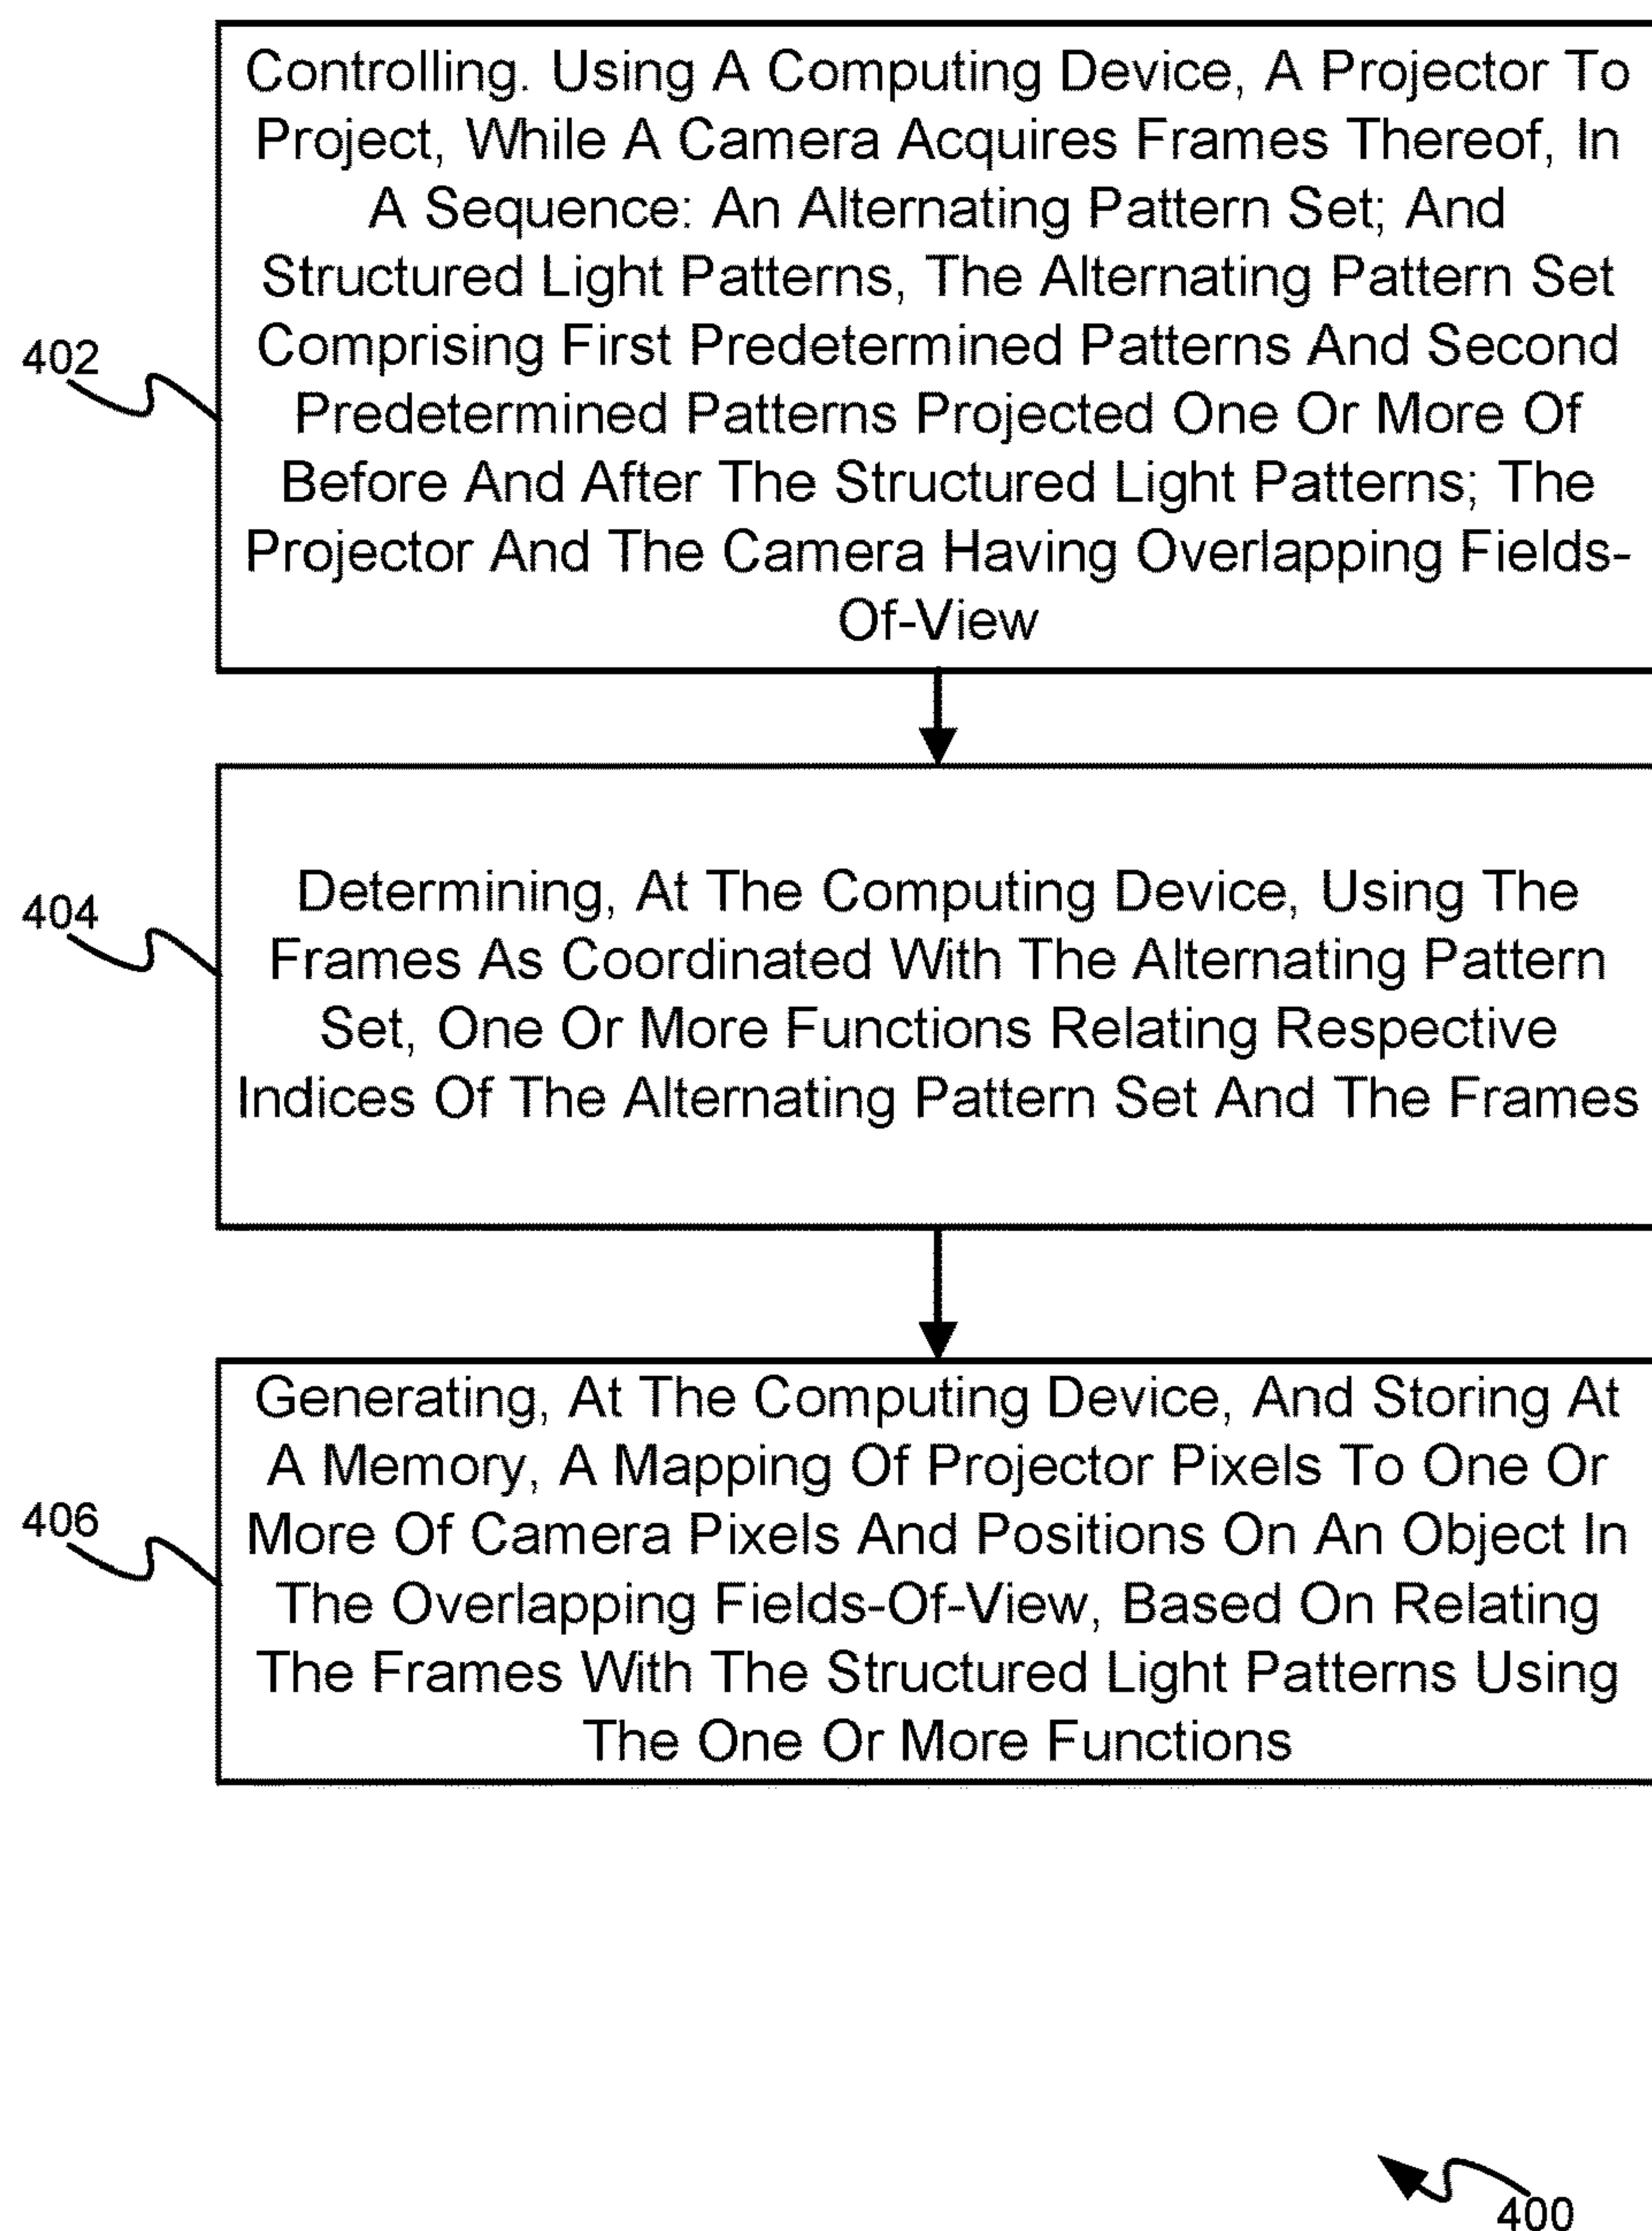 Controlling. Using A Computing Device, A Projector To
Project, While A Camera Acquires Frames Thereof, In
A Sequence: An Alternating Pattern Set; And
Structured Light Patterns, The Alternating Pattern Set
Comprising First Predetermined Patterns And Second
Predetermined Patterns Projected One Or More Of
Before And After The Structured Light Patterns; The
Projector And The Camera Having Overlapping Fields-
Of-View
402
Determining, At The Computing Device, Using The
Frames As Coordinated With The Alternating Pattern
Set, One Or More Functions Relating Respective
Indices Of The Alternating Pattern Set And The Frames
404
Generating, At The Computing Device, And Storing At
A Memory, A Mapping Of Projector Pixels To One Or
More Of Camera Pixels And Positions On An Object In
The Overlapping Fields-Of-View, Based On Relating
The Frames With The Structured Light Patterns Using
The One Or More Functions
406
400